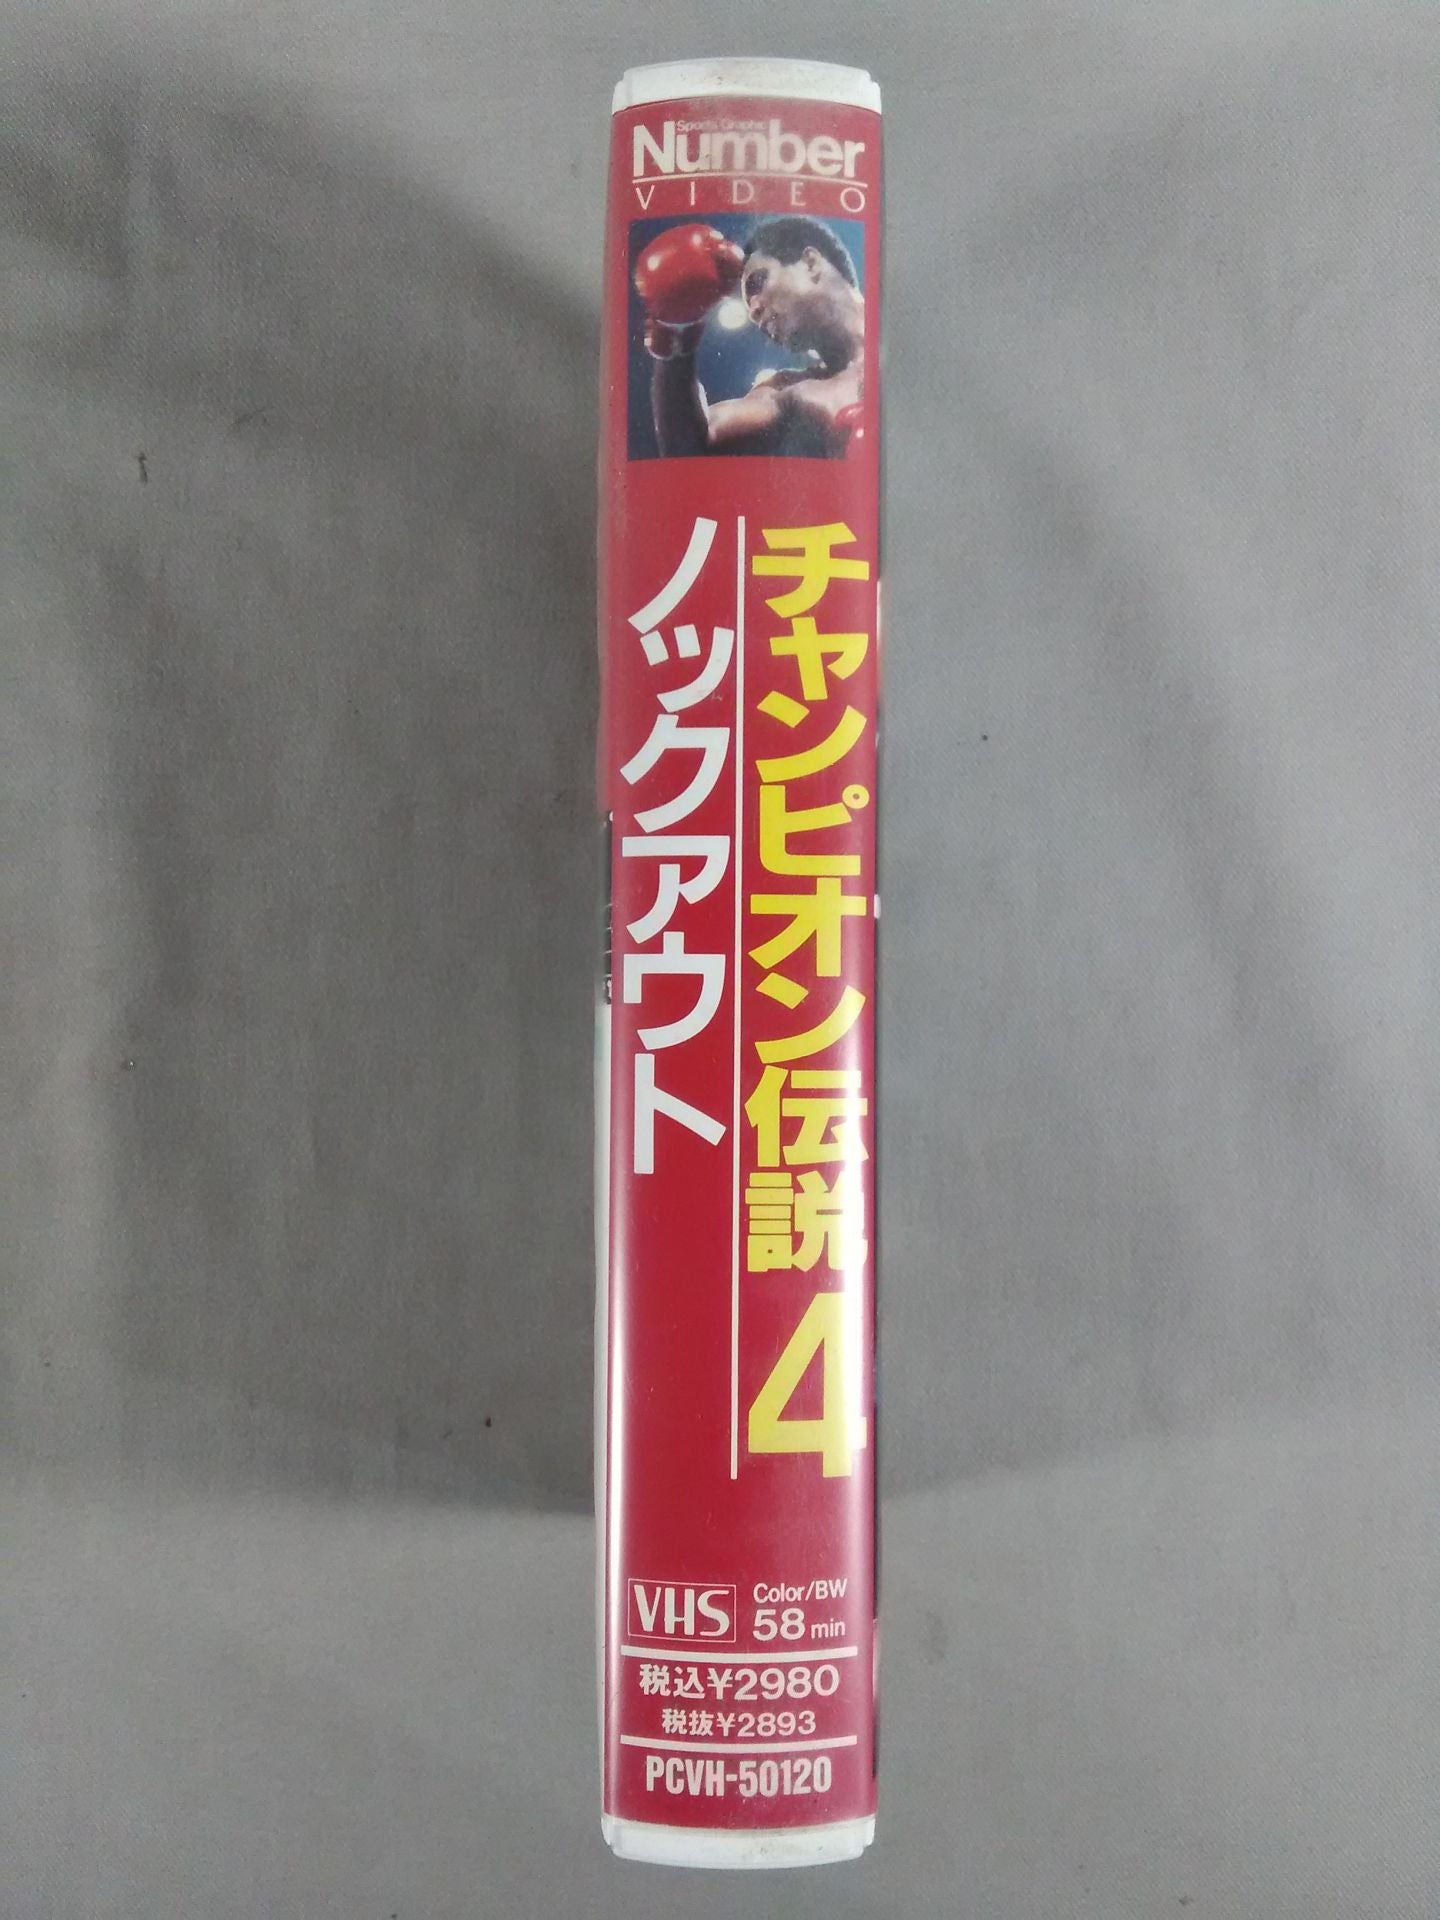 Sports Graphic
Number
VIDEO
チャンピオン伝説4
ノックアウト
VHS
Color/BW
58 min
税込¥2980
税抜¥2893
PCVH-50120